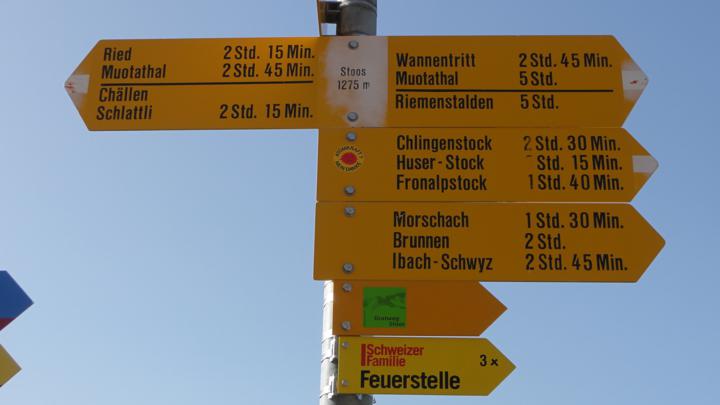 Ried 2 Std. 15 Min.
Muotathal 2 Std. 45 Min.
Chällen
Schlattli 2 Std. 15 Min.
Stoos
1275 m
Wannentritt 2 Std. 45 Min.
Muotathal 5 Std.
Riemenstalden 5 Std.
Chlingenstock 2 Std. 30 Min.
Huser-Stock Std. 15 Min.
Fronalpstock 1 Std. 40 Min.
Morschach 1 Std. 30 Min.
Brunnen 2 Std.
Ibach-Schwyz 2 Std. 45 Min.
Gratweg
Stoos
Schweizer
Familie 3 x
Feuerstelle